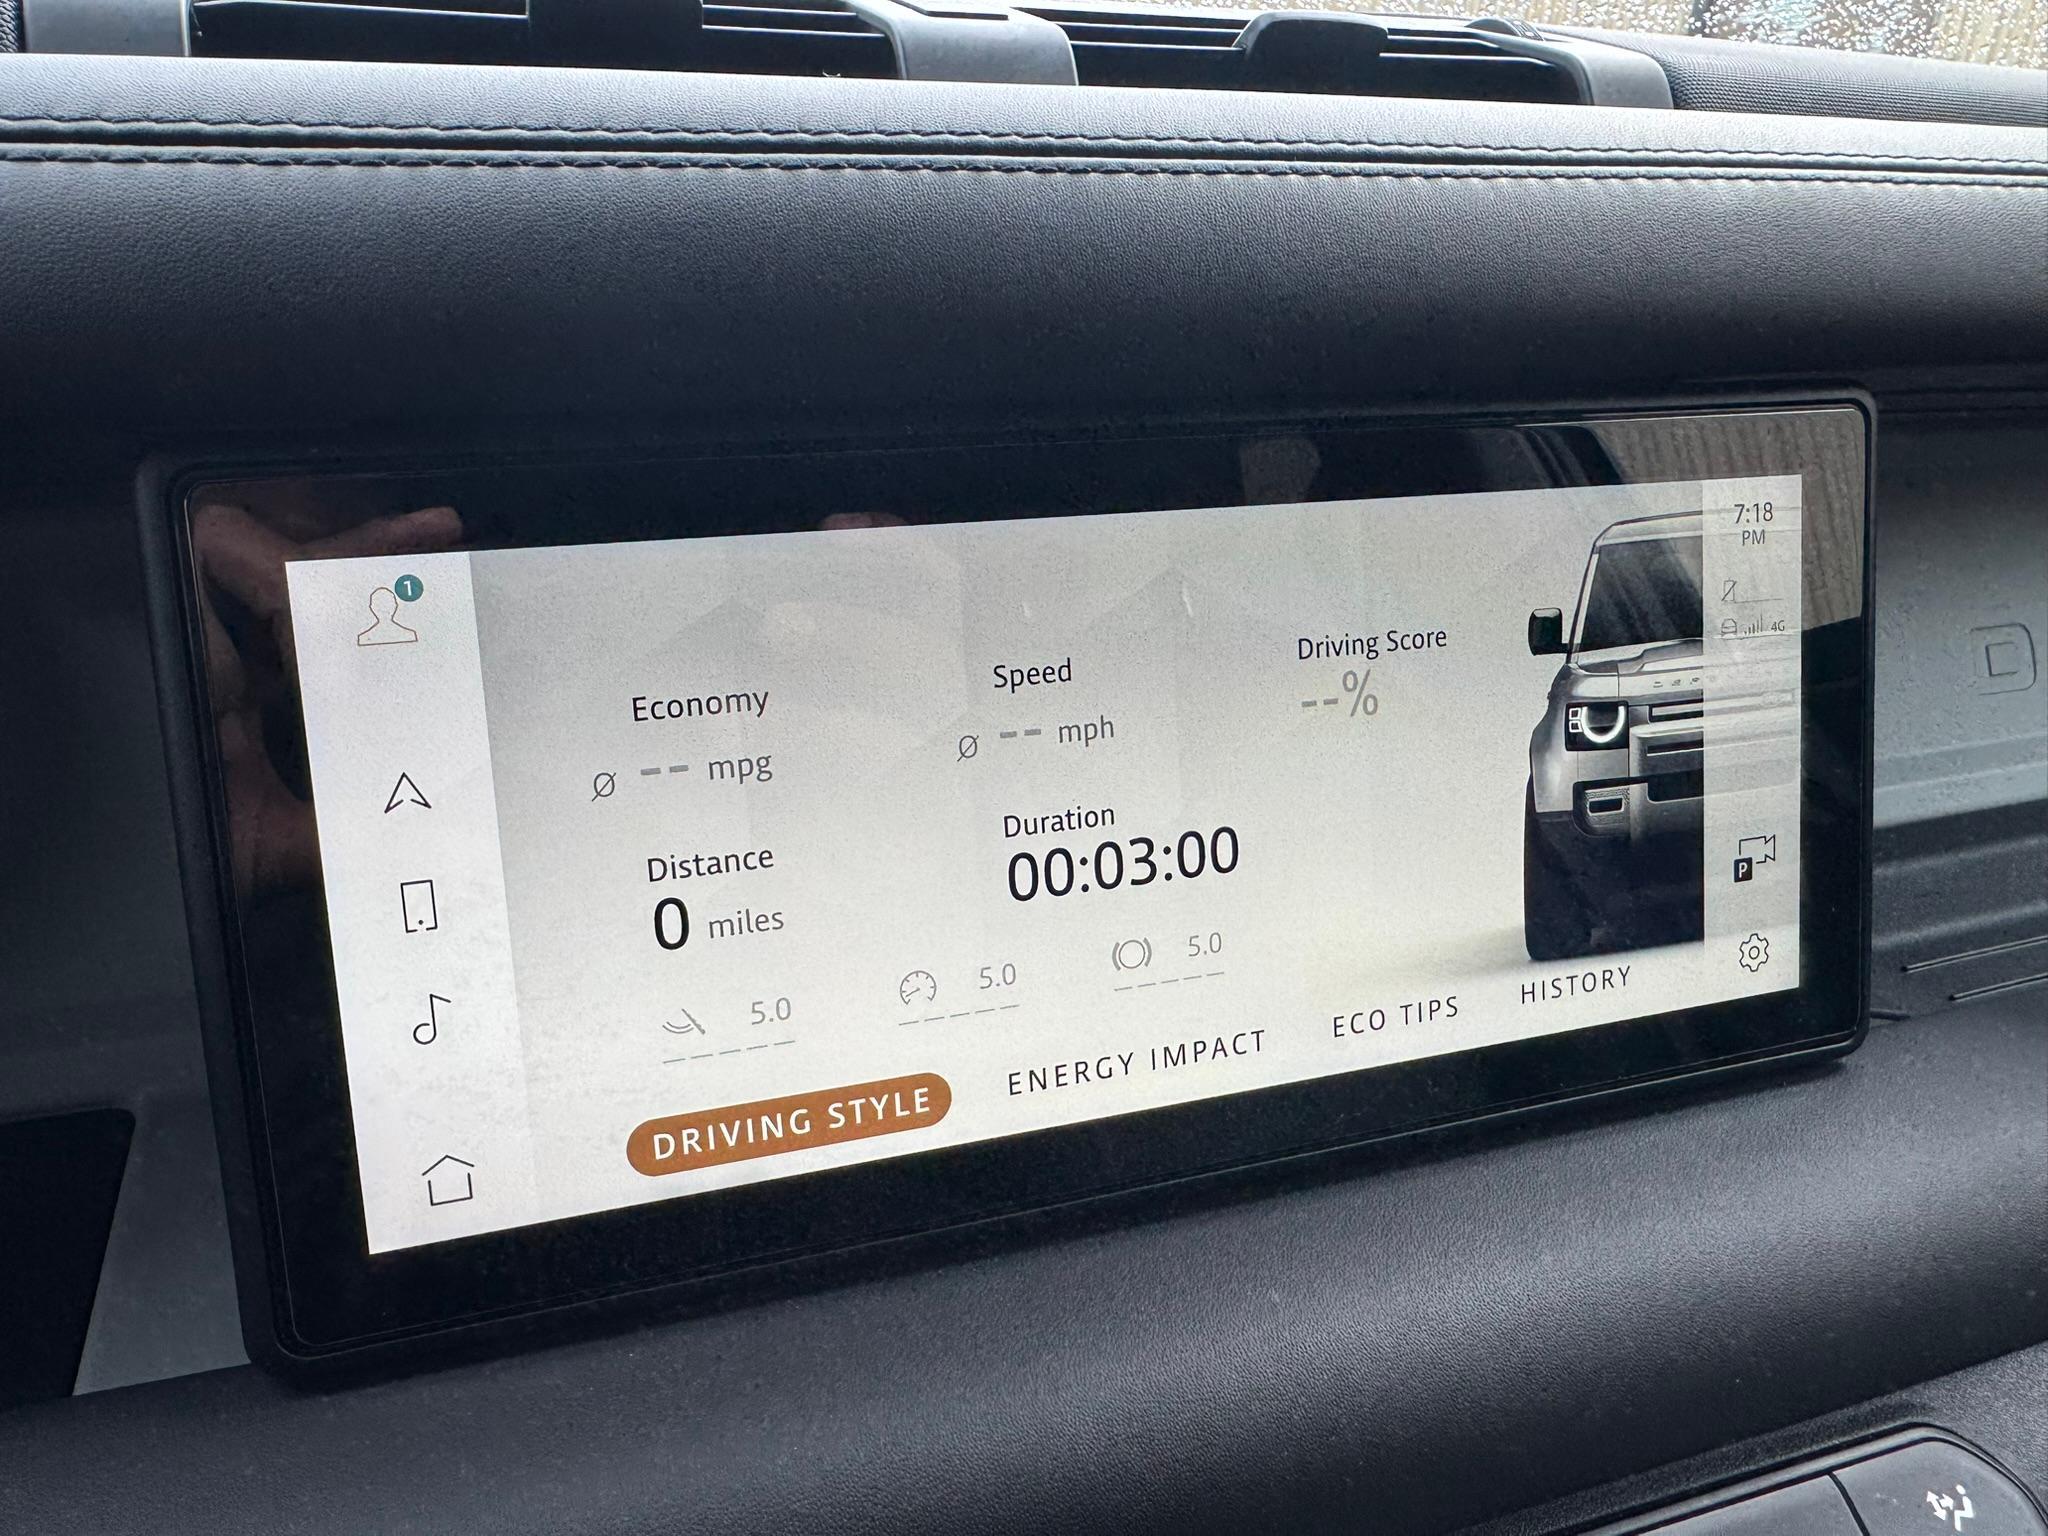 1
7:18
PM
4G
Economy
Ø -- mpg
Speed
Ø -- mph
Driving Score
--%
Distance
0 miles
Duration
00:03:00
5.0
5.0
5.0
P
DRIVING STYLE
ENERGY IMPACT
ECO TIPS
HISTORY